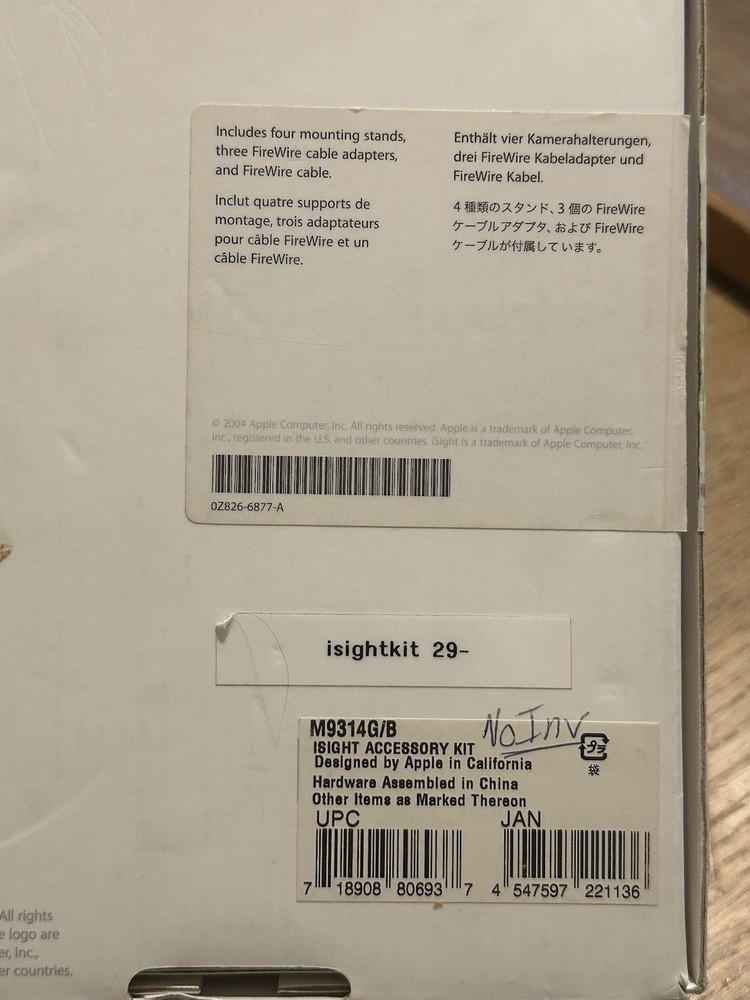 Includes four mounting stands,
three FireWire cable adapters,
and FireWire cable.
Inclut quatre supports de
montage, trois adaptateurs
pour câble FireWire et un
câble FireWire.
Enthält vier Kamerahalterungen,
drei FireWire Kabeladapter und
FireWire Kabel.
4 種類のスタンド、3 個の FireWire
ケーブルアダプタ、および FireWire
ケーブルが付属しています。
© 2004 Apple Computer, Inc. All rights reserved. Apple is a trademark of Apple Computer,
Inc., registered in the U.S. and other countries. iSight is a trademark of Apple Computer, Inc.
0Z826-6877-A
isightkit 29-
M9314G/B
No Inv
ISIGHT ACCESSORY KIT
Designed by Apple in California
プラ
袋
Hardware Assembled in China
Other Items as Marked Thereon
UPC
JAN
7 18908 80693 7
4 547597 221136
All rights
e logo are
er, Inc.,
er countries.